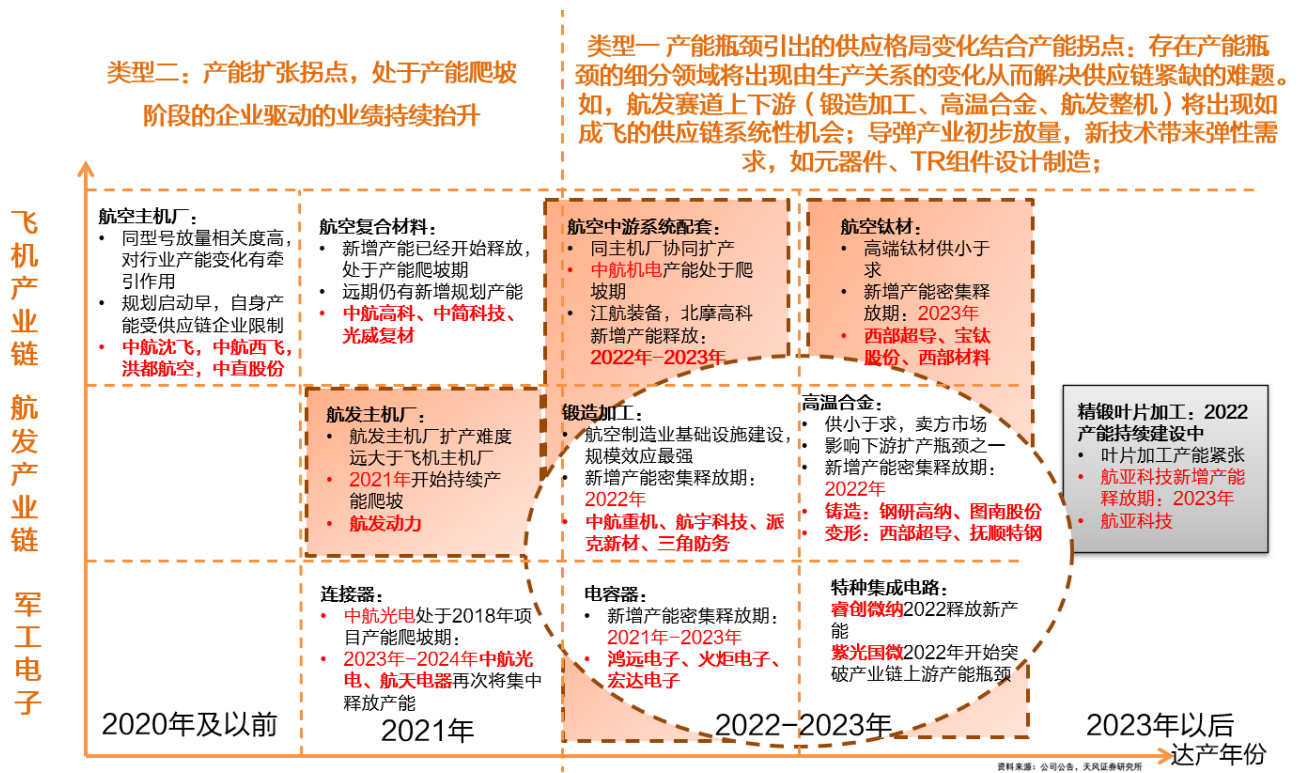 类型二：产能扩张拐点，处于产能爬坡
阶段的企业驱动的业绩持续抬升
类型一 产能瓶颈引出的供应格局变化结合产能拐点：存在产能瓶
颈的细分领域将出现由生产关系的变化从而解决供应链紧缺的难题。
如，航发赛道上下游（锻造加工、高温合金、航发整机）将出现如
成飞的供应链系统性机会；导弹产业初步放量，新技术带来弹性需
求，如元器件、TR组件设计制造；
飞机产业链
航空主机厂：
• 同型号放量相关度高，
对行业产能变化有牵
引作用
• 规划启动早，自身产
能受供应链企业限制
• 中航沈飞，中航西飞，
洪都航空，中直股份
航空复合材料：
• 新增产能已经开始释放，
处于产能爬坡期
• 远期仍有新增规划产能
• 中航高科、中简科技、
光威复材
航空中游系统配套：
• 同主机厂协同扩产
• 中航机电产能处于爬
坡期
• 江航装备，北摩高科
新增产能释放：
2022年-2023年
航空钛材：
• 高端钛材供小于
求
• 新增产能密集释
放期：2023年
• 西部超导、宝钛
股份、西部材料
航发产业链
航发主机厂：
• 航发主机厂扩产难度
远大于飞机主机厂
• 2021年开始持续产
能爬坡
• 航发动力
锻造加工：
• 航空制造业基础设施建设，
规模效应最强
• 新增产能密集释放期：
2022年
• 中航重机、航宇科技、派
克新材、三角防务
高温合金：
• 供小于求，卖方市场
• 影响下游扩产瓶颈之一
• 新增产能密集释放期：
2022年
• 铸造：钢研高纳、图南股份
• 变形：西部超导、抚顺特钢
精锻叶片加工：2022
产能持续建设中
• 叶片加工产能紧张
• 航亚科技新增产能
释放期：2023年
• 航亚科技
军工电子
连接器：
• 中航光电处于2018年项
目产能爬坡期：
• 2023年-2024年中航光
电、航天电器再次将集中
释放产能
电容器：
• 新增产能密集释放期：
2021年-2023年
• 鸿远电子、火炬电子、
宏达电子
特种集成电路：
睿创微纳2022释放新产
能
紫光国微2022年开始突
破产业链上游产能瓶颈
2020年及以前
2021年
2022-2023年
2023年以后
达产年份
资料来源：公司公告，天风证券研究所